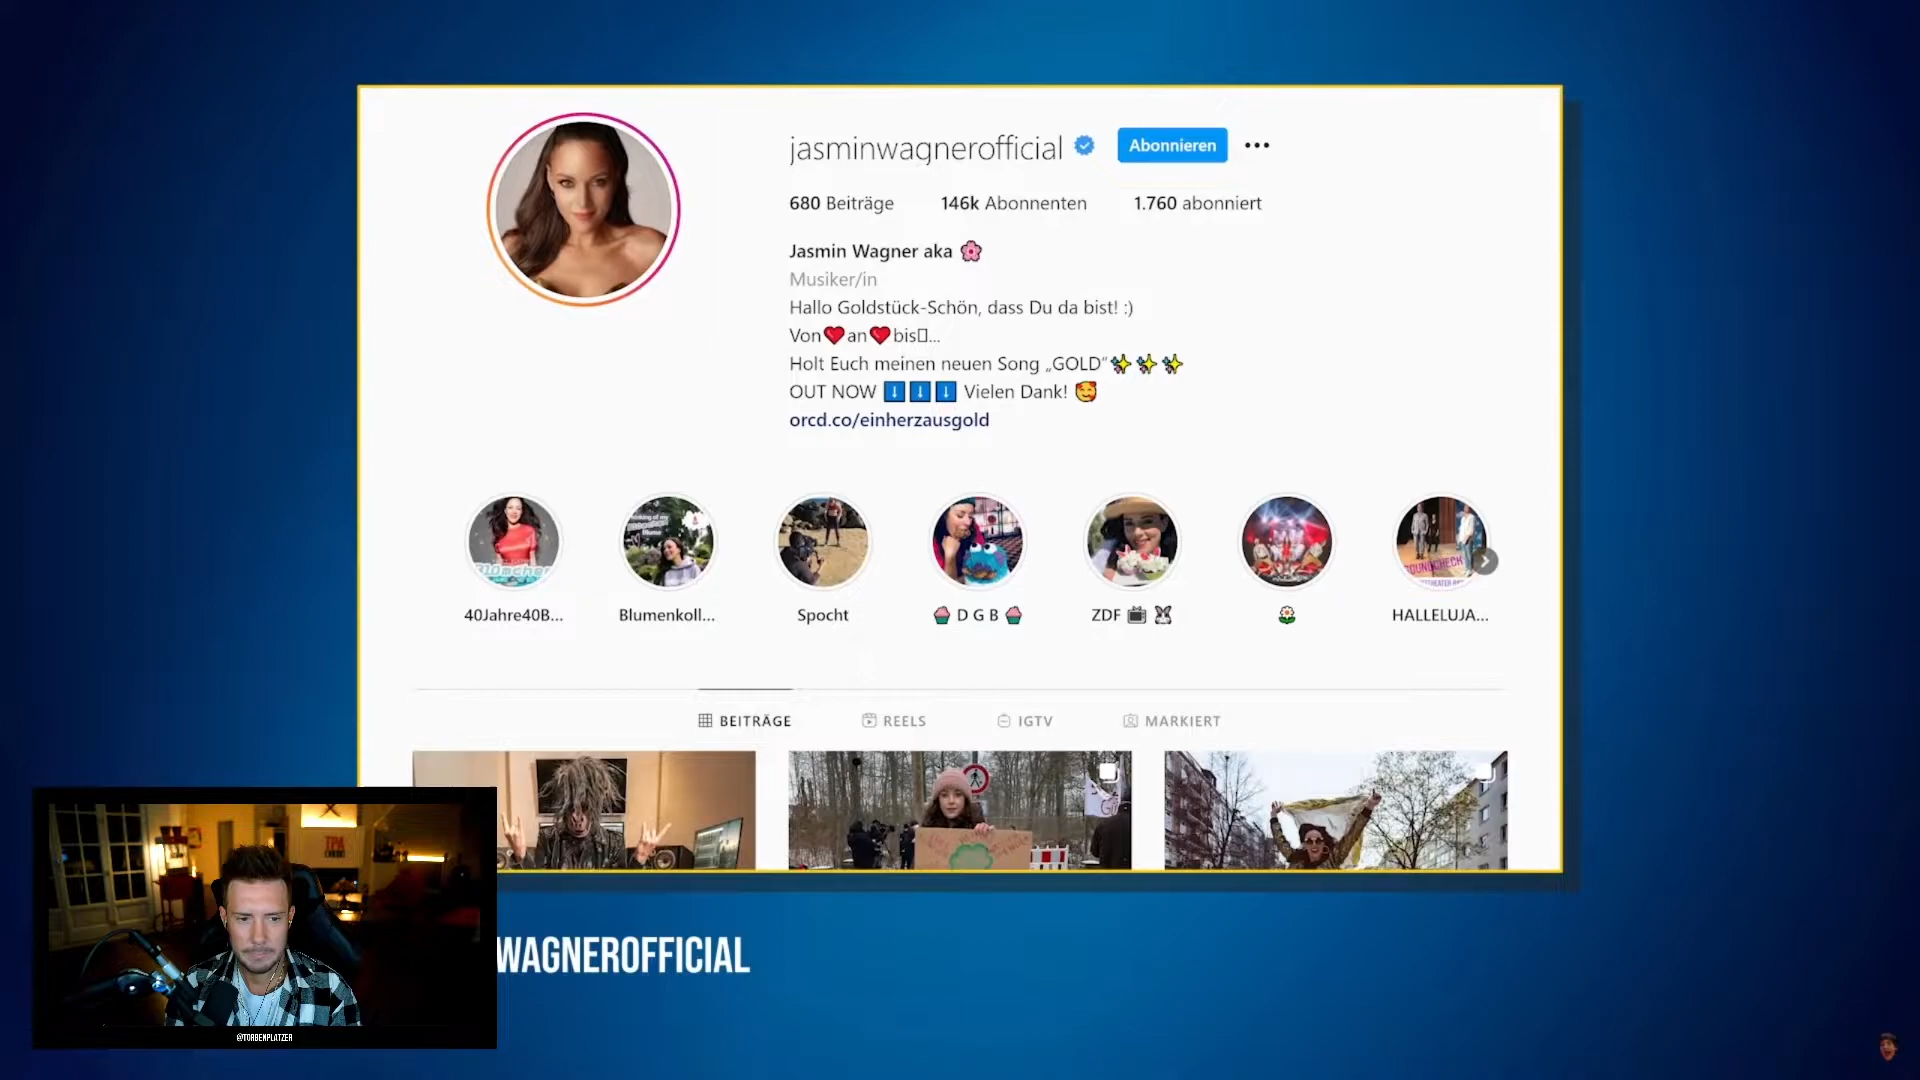 jasminwagnerofficial
Abonnieren
680 Beiträge 146k Abonnenten 1.760 abonniert
Jasmin Wagner aka 🌸
Musiker/in
Hallo Goldstück-Schön, dass Du da bist! :)
Von❤️an❤️bis▯...
Holt Euch meinen neuen Song „GOLD"✨✨✨
OUT NOW ⬇️⬇️⬇️ Vielen Dank! 🥰
orcd.co/einherzausgold
40Jahre40B...
Blumenkoll...
Spocht
🧁 D G B 🧁
ZDF 📺 🐰
🌼
HALLELUJA...
BEITRÄGE REELS IGTV MARKIERT
TPA
WAGNEROFFICIAL
@TORBENPLATZER